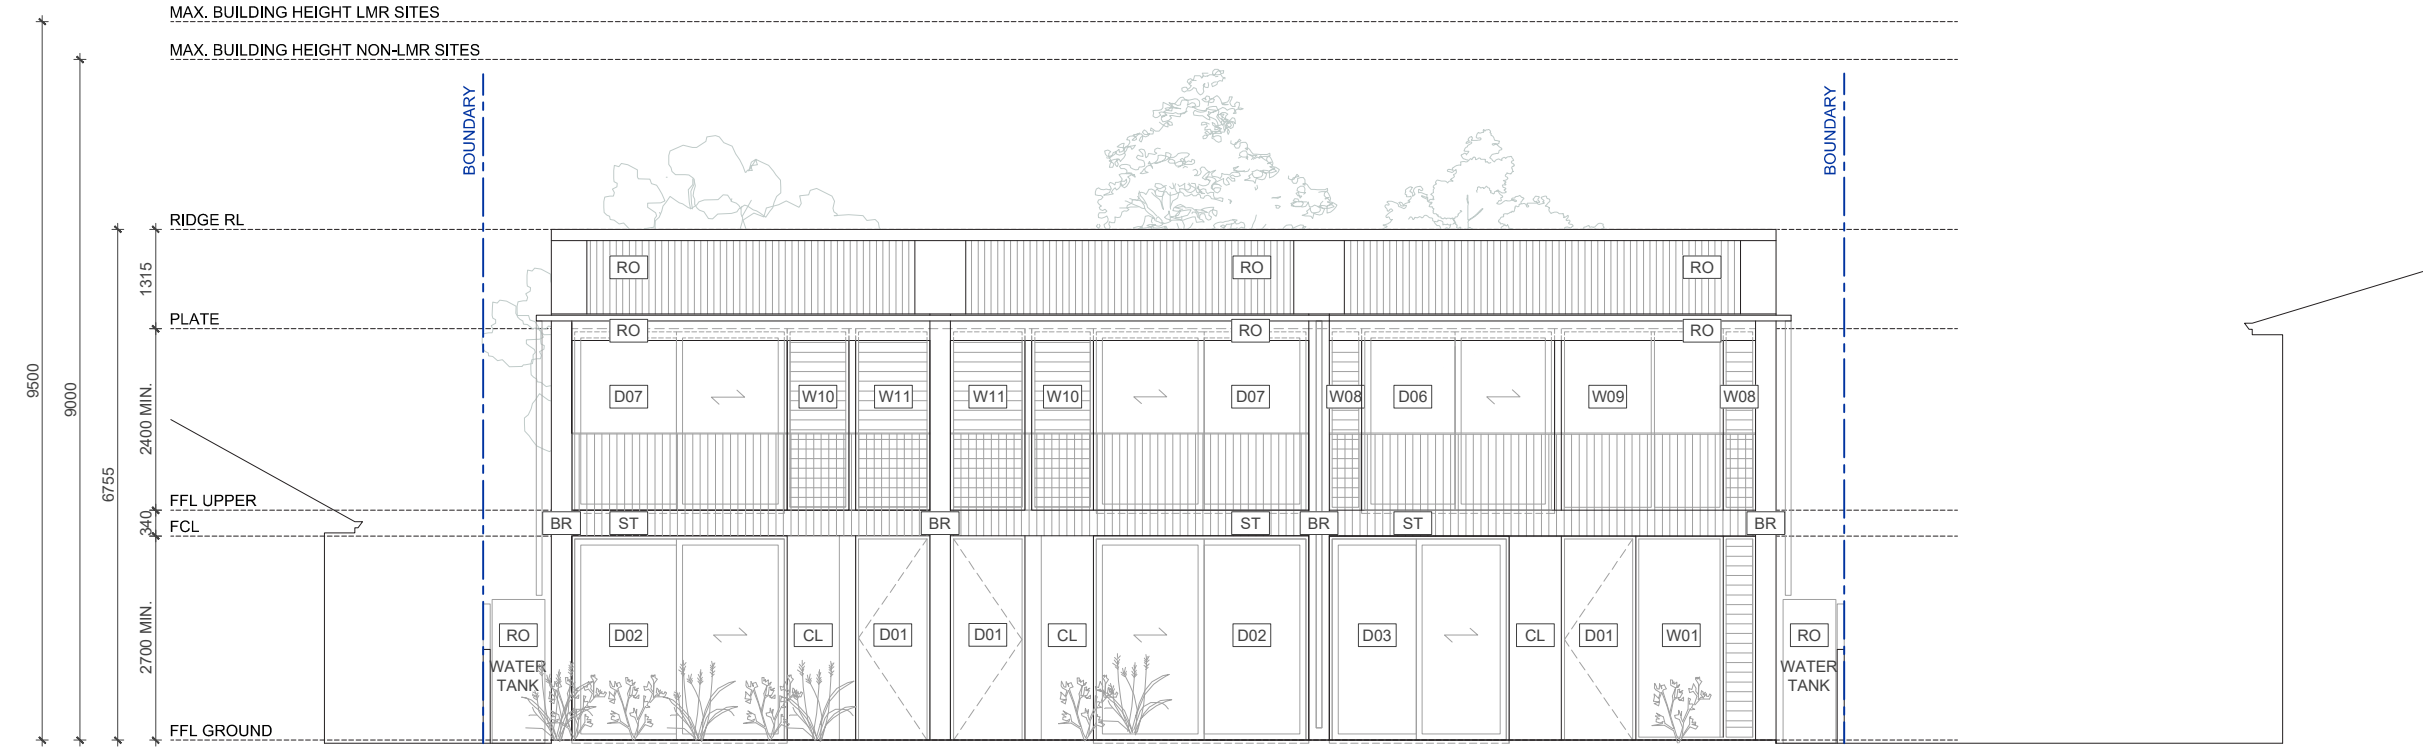 MAX. BUILDING HEIGHT LMR SITES
MAX. BUILDING HEIGHT NON-LMR SITES
BOUNDARY
BOUNDARY
RIDGE RL
RO
RO
RO
1315
PLATE
RO
RO
RO
9500
9000
2400 MIN.
D07
W10
W11
W11
W10
D07
W08
D06
W09
W08
6755
FFL UPPER
340
FCL
BR
ST
BR
ST
BR
ST
BR
2700 MIN.
RO
D02
CL
D01
D01
CL
D02
D03
CL
D01
W01
RO
WATER
TANK
WATER
TANK
FFL GROUND